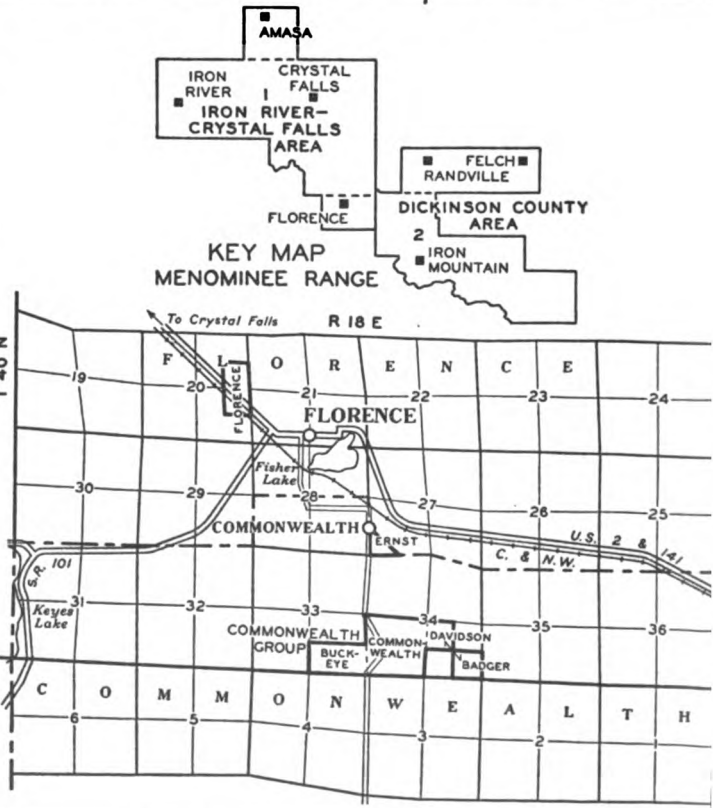 AMASA
IRON RIVER
CRYSTAL FALLS
1
IRON RIVER-
CRYSTAL FALLS
AREA
FELCH
RANDVILLE
FLORENCE
DICKINSON COUNTY
AREA
2
IRON
MOUNTAIN
KEY MAP
MENOMINEE RANGE
To Crystal Falls
R 18 E
T 40 N
F L O R E N C E
19
20
21
22
23
24
FLORENCE
FLORENCE
Fisher
Lake
30
29
28
27
26
25
COMMONWEALTH
ERNST
U.S. 2 & 141
C. & N.W.
S.R. 101
Keyes
Lake
31
32
33
34
35
36
COMMONWEALTH
GROUP
BUCK-
EYE
COMMON-
WEALTH
DAVIDSON
BADGER
C O M M O N W E A L T H
6
5
4
3
2